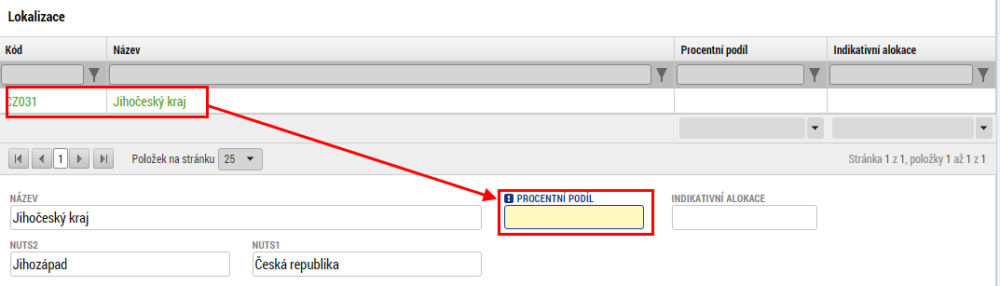 Lokalizace
Kód Název Procentní podíl Indikativní alokace
CZ031 Jihočeský kraj
1 Položek na stránku 25 Stránka 1 z 1, položky 1 až 1 z 1
NÁZEV PROCENTNÍ PODÍL INDIKATIVNÍ ALOKACE
Jihočeský kraj
NUTS2 NUTS1
Jihozápad Česká republika